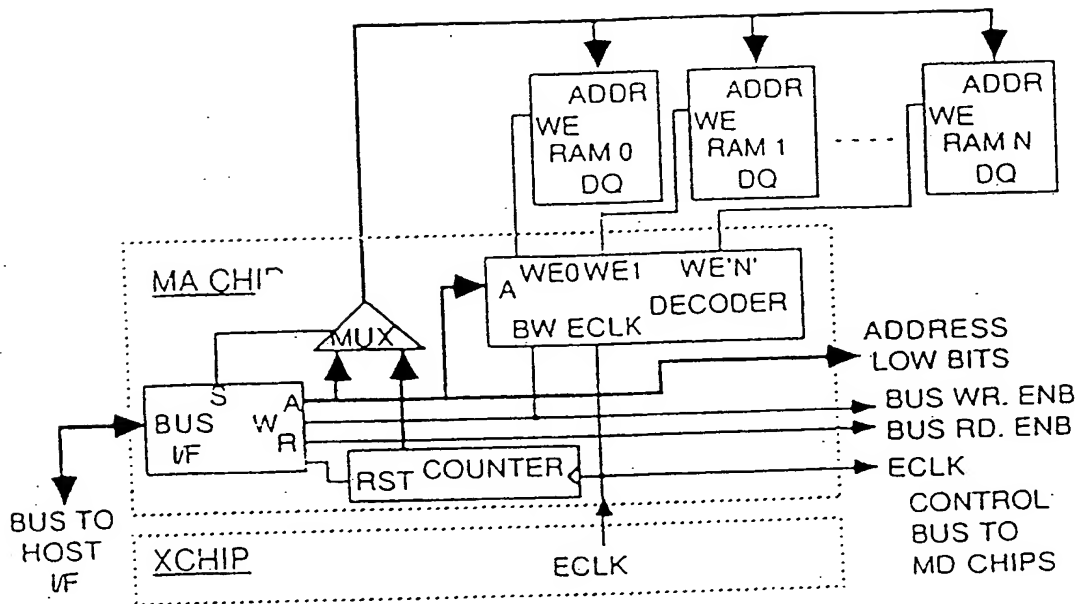 ADDR
WE
RAM 0
DQ
ADDR
WE
RAM 1
DQ
ADDR
WE
RAM N
DQ
MA CHIP
MUX
A
WE0 WE1 WE'N'
DECODER
BW ECLK
S
BUS
I/F
A
W
R
RST COUNTER
ADDRESS
LOW BITS
BUS WR. ENB
BUS RD. ENB
ECLK
CONTROL
BUS TO
MD CHIPS
BUS TO
HOST
I/F
XCHIP
ECLK